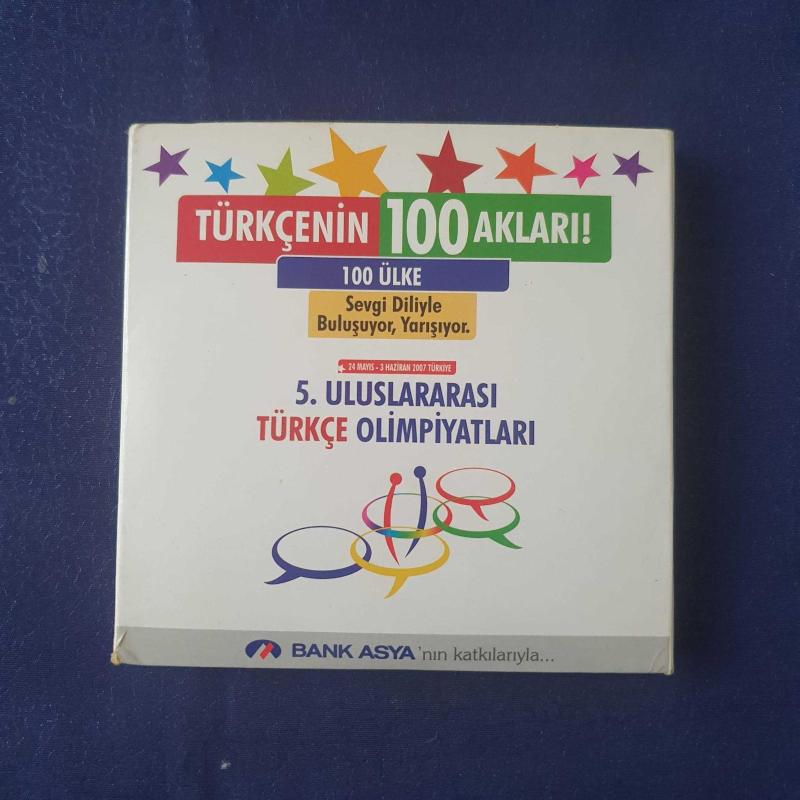 TÜRKÇENİN 100 AKLARI!
100 ÜLKE
Sevgi Diliyle
Buluşuyor, Yarışıyor.
24 MAYIS - 3 HAZİRAN 2007 TÜRKİYE
5. ULUSLARARASI
TÜRKÇE OLİMPİYATLARI
BANK ASYA'nın katkılarıyla...